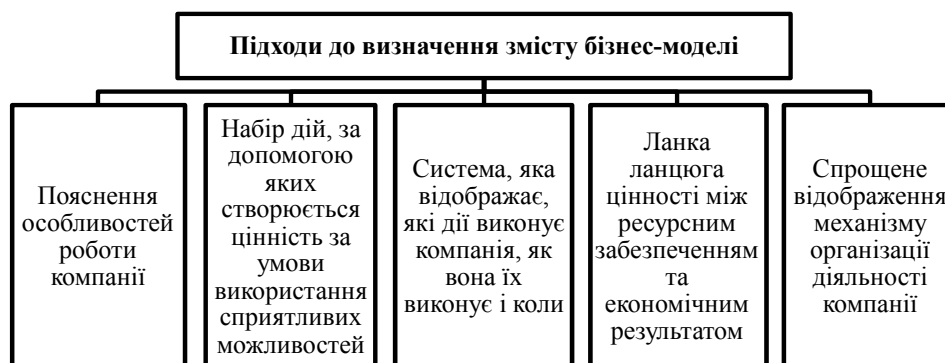 Підходи до визначення змісту бізнес-моделі
Пояснення
особливостей
роботи
компанії
Набір дій, за
допомогою
яких
створюється
цінність за
умови
використання
сприятливих
можливостей
Система, яка
відображає,
які дії виконує
компанія, як
вона їх
виконує і коли
Ланка
ланцюга
цінності між
ресурсним
забезпеченням
та
економічним
результатом
Спрощене
відображення
механізму
організації
діяльності
компанії